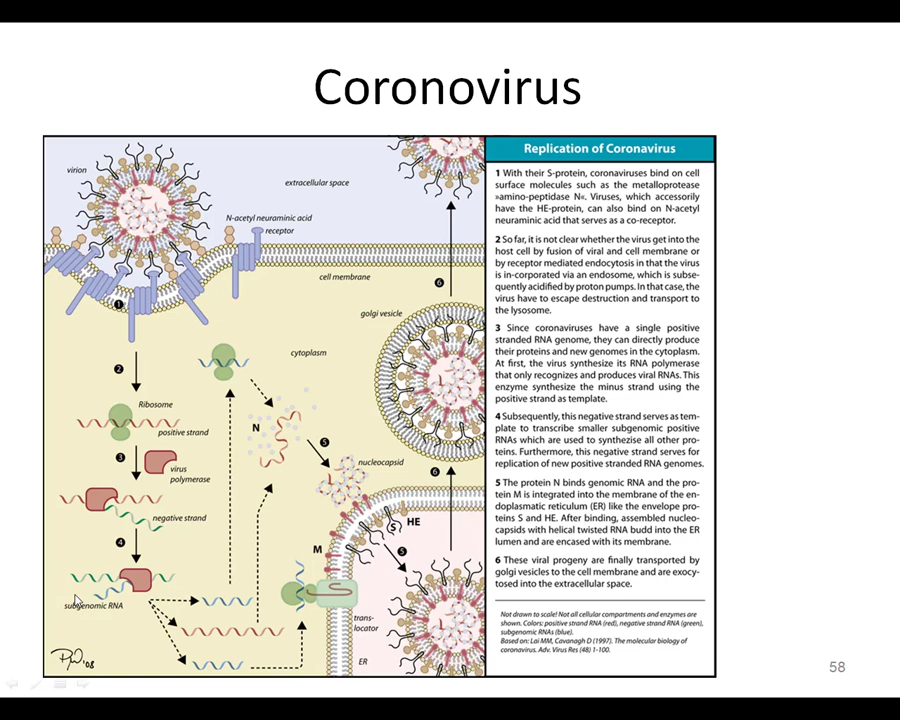 Coronovirus
virion
extracellular space
N-acetyl neuraminic acid
receptor
cell membrane
1
6
golgi vesicle
cytoplasm
2
Ribosome
positive strand
N
5
3
virus
polymerase
nucleocapsid
6
negative strand
S
HE
4
M
5
subgenomic RNA
trans-
locator
ER
'08
Replication of Coronavirus
1 With their S-protein, coronaviruses bind on cell
surface molecules such as the metalloprotease
»amino-peptidase N«. Viruses, which accessorily
have the HE-protein, can also bind on N-acetyl
neuraminic acid that serves as a co-receptor.
2 So far, it is not clear whether the virus get into the
host cell by fusion of viral and cell membrane or
by receptor mediated endocytosis in that the virus
is in-corporated via an endosome, which is subse-
quently acidified by proton pumps. In that case, the
virus have to escape destruction and transport to
the lysosome.
3 Since coronaviruses have a single positive
stranded RNA genome, they can directly produce
their proteins and new genomes in the cytoplasm.
At first, the virus synthesize its RNA polymerase
that only recognizes and produces viral RNAs. This
enzyme synthesize the minus strand using the
positive strand as template.
4 Subsequently, this negative strand serves as tem-
plate to transcribe smaller subgenomic positive
RNAs which are used to synthezise all other pro-
teins. Furthermore, this negative strand serves for
replication of new positive stranded RNA genomes.
5 The protein N binds genomic RNA and the pro-
tein M is integrated into the membrane of the en-
doplasmatic reticulum (ER) like the envelope pro-
teins S and HE. After binding, assembled nucleo-
capsids with helical twisted RNA budd into the ER
lumen and are encased with its membrane.
6 These viral progeny are finally transported by
golgi vesicles to the cell membrane and are exocy-
tosed into the extracellular space.
Not drawn to scale! Not all cellular compartments and enzymes are
shown. Colors: positive strand RNA (red), negative strand RNA (green),
subgenomic RNAs (blue).
Based on: Lai MM, Cavanagh D (1997). The molecular biology of
coronavirus. Adv. Virus Res (48) 1-100.
58